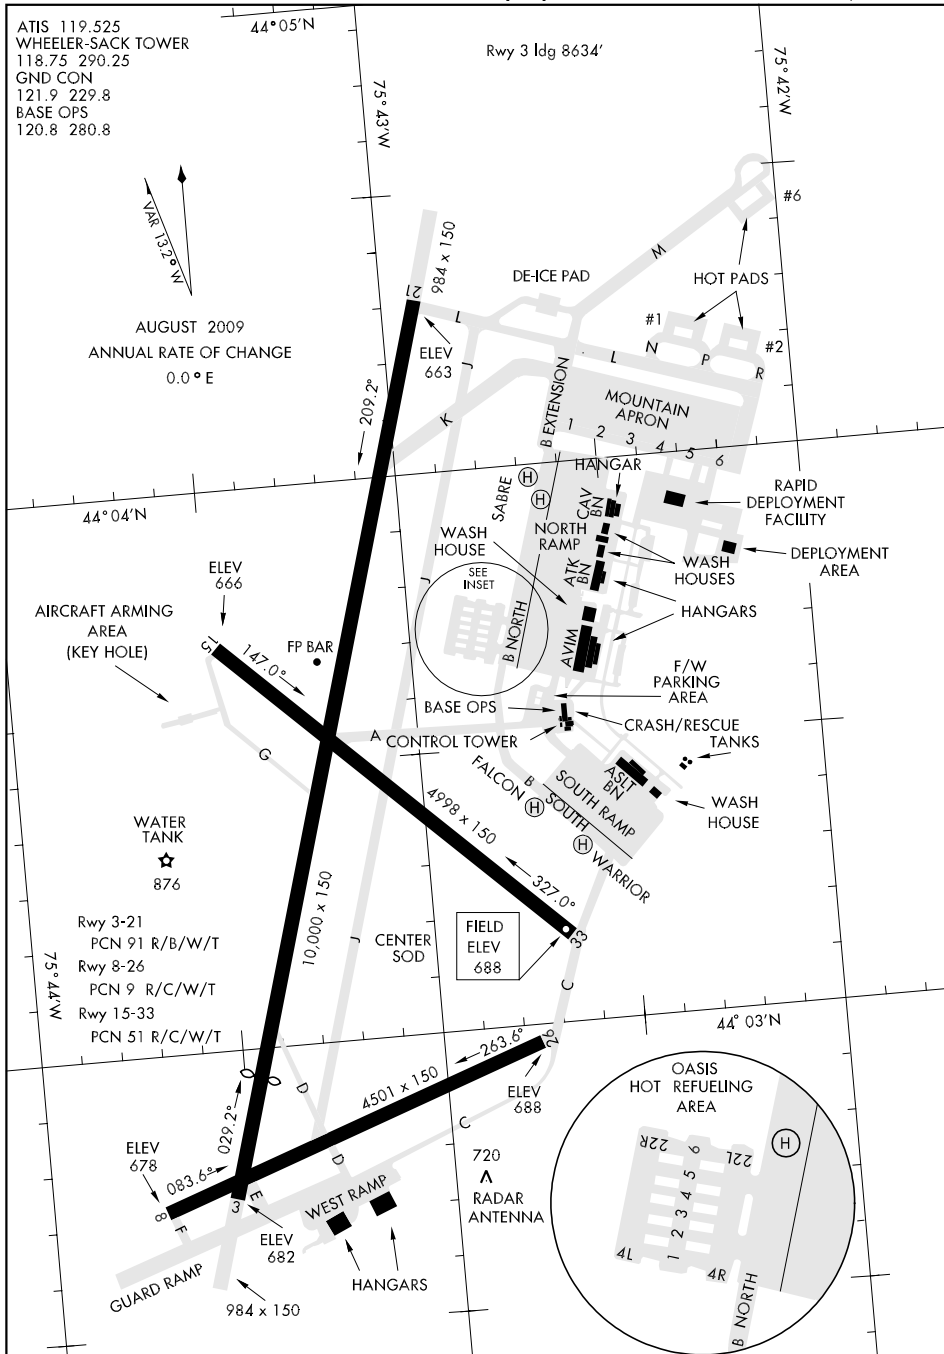 ATIS 119.525
WHEELER-SACK TOWER
118.75 290.25
GND CON
121.9 229.8
BASE OPS
120.8 280.8
44°05'N
Rwy 3 ldg 8634'
75°43'W
75°42'W
VAR 13.2° W
AUGUST 2009
ANNUAL RATE OF CHANGE
0.0° E
21
984 x 150
ELEV
663
209.2°
DE-ICE PAD
M
#6
HOT PADS
#1
#2
L
L
N
P
R
J
K
B EXTENSION
MOUNTAIN
APRON
1
2
3
4
5
6
44°04'N
SABRE
H
H
HANGAR
CAV
BN
RAPID
DEPLOYMENT
FACILITY
NORTH
RAMP
WASH
HOUSE
ATK
BN
WASH
HOUSES
DEPLOYMENT
AREA
SEE
INSET
J
HANGARS
B NORTH
AVIM
ELEV
666
AIRCRAFT ARMING
AREA
(KEY HOLE)
15
147.0°
FP BAR
F/W
PARKING
AREA
BASE OPS
CRASH/RESCUE
A
CONTROL TOWER
TANKS
G
FALCON
H
B
SOUTH
SOUTH RAMP
ASLT
BN
WASH
HOUSE
H
WARRIOR
4998 x 150
327.0°
33
WATER
TANK
876
10,000 x 150
J
CENTER
SOD
FIELD
ELEV
688
C
Rwy 3-21
PCN 91 R/B/W/T
Rwy 8-26
PCN 9 R/C/W/T
Rwy 15-33
PCN 51 R/C/W/T
75°44'W
44°03'N
263.6°
26
ELEV
688
4501 x 150
D
D
C
029.2°
ELEV
678
083.6°
8
F
3
E
ELEV
682
WEST RAMP
HANGARS
GUARD RAMP
984 x 150
720
RADAR
ANTENNA
OASIS
HOT REFUELING
AREA
H
22R
22L
6
5
4
3
2
1
4L
4R
B NORTH